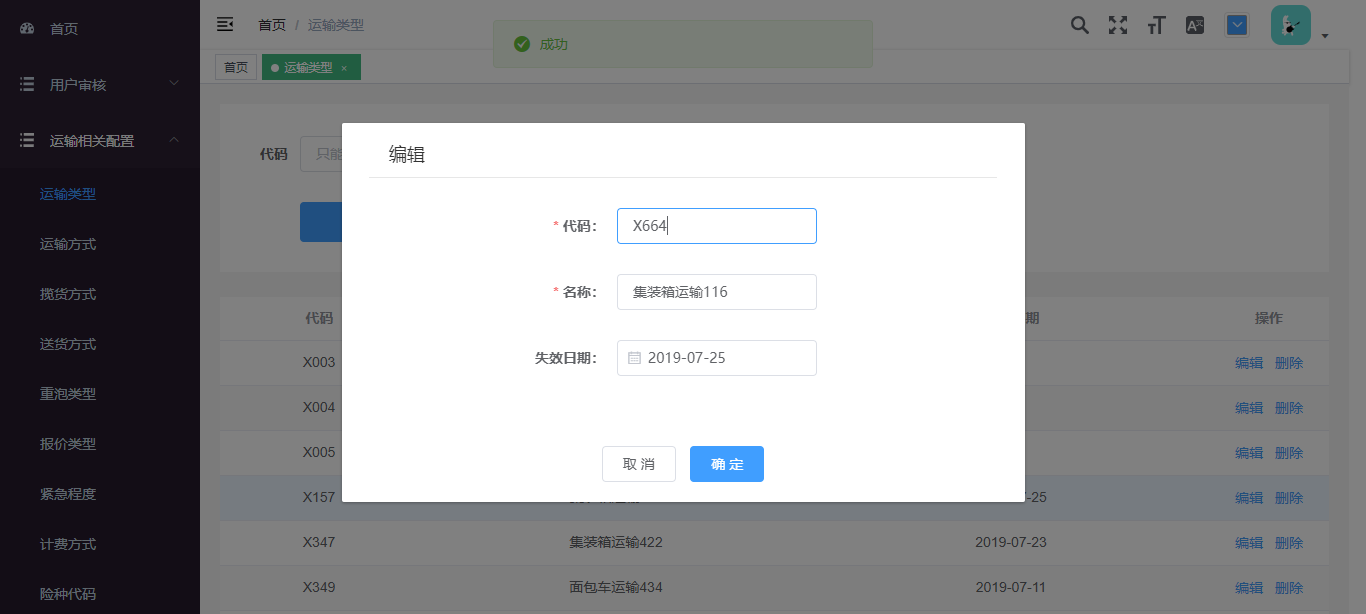 首页
用户审核
运输相关配置
运输类型
运输方式
揽货方式
送货方式
重泡类型
报价类型
紧急程度
计费方式
险种代码
首页 / 运输类型
成功
首页
运输类型 ×
代码 只能
编辑
* 代码: X664
* 名称: 集装箱运输116
失效日期: 2019-07-25
取 消 确 定
代码 期 操作
X003 编辑 删除
X004 编辑 删除
X005 编辑 删除
X157 -25 编辑 删除
X347 集装箱运输422 2019-07-23 编辑 删除
X349 面包车运输434 2019-07-11 编辑 删除